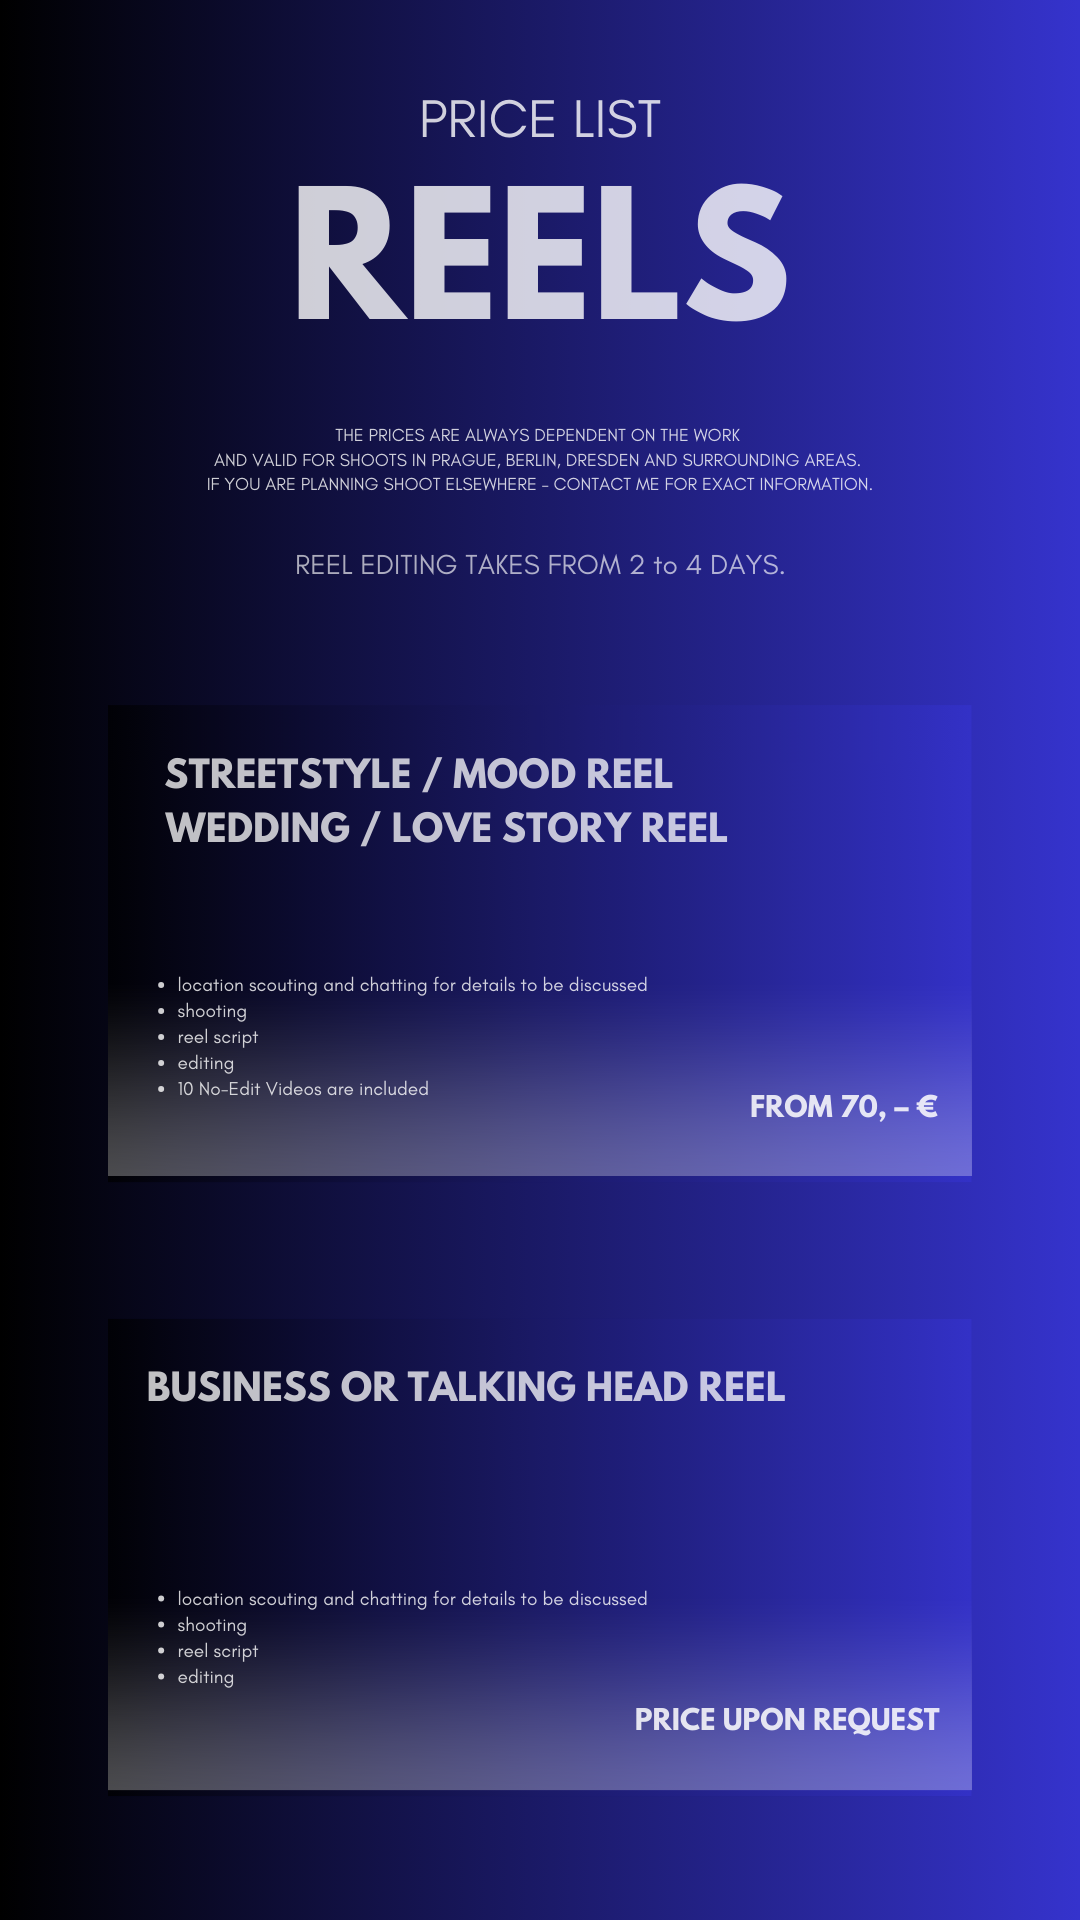 PRICE LIST
REELS
THE PRICES ARE ALWAYS DEPENDENT ON THE WORK
AND VALID FOR SHOOTS IN PRAGUE, BERLIN, DRESDEN AND SURROUNDING AREAS.
IF YOU ARE PLANNING SHOOT ELSEWHERE - CONTACT ME FOR EXACT INFORMATION.
REEL EDITING TAKES FROM 2 to 4 DAYS.
STREETSTYLE / MOOD REEL
WEDDING / LOVE STORY REEL
• location scouting and chatting for details to be discussed
• shooting
• reel script
• editing
• 10 No-Edit Videos are included
FROM 70, – €
BUSINESS OR TALKING HEAD REEL
• location scouting and chatting for details to be discussed
• shooting
• reel script
• editing
PRICE UPON REQUEST